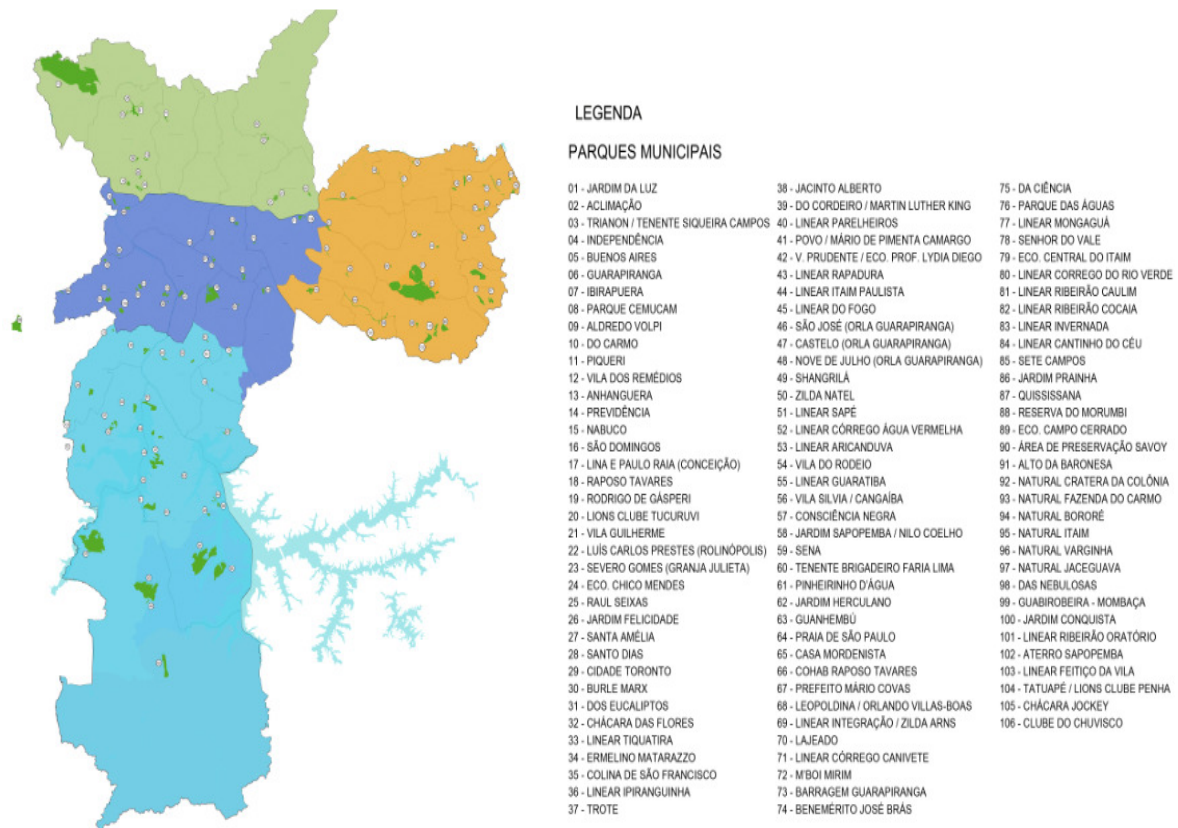 LEGENDA
PARQUES MUNICIPAIS
01 - JARDIM DA LUZ
02 - ACLIMAÇÃO
03 - TRIANON / TENENTE SIQUEIRA CAMPOS
04 - INDEPENDÊNCIA
05 - BUENOS AIRES
06 - GUARAPIRANGA
07 - IBIRAPUERA
08 - PARQUE CEMUCAM
09 - ALDREDO VOLPI
10 - DO CARMO
11 - PIQUERI
12 - VILA DOS REMÉDIOS
13 - ANHANGUERA
14 - PREVIDÊNCIA
15 - NABUCO
16 - SÃO DOMINGOS
17 - LINA E PAULO RAIA (CONCEIÇÃO)
18 - RAPOSO TAVARES
19 - RODRIGO DE GÁSPERI
20 - LIONS CLUBE TUCURUVI
21 - VILA GUILHERME
22 - LUÍS CARLOS PRESTES (ROLINÓPOLIS)
23 - SEVERO GOMES (GRANJA JULIETA)
24 - ECO. CHICO MENDES
25 - RAUL SEIXAS
26 - JARDIM FELICIDADE
27 - SANTA AMÉLIA
28 - SANTO DIAS
29 - CIDADE TORONTO
30 - BURLE MARX
31 - DOS EUCALIPTOS
32 - CHÁCARA DAS FLORES
33 - LINEAR TIQUATIRA
34 - ERMELINO MATARAZZO
35 - COLINA DE SÃO FRANCISCO
36 - LINEAR IPIRANGUINHA
37 - TROTE
38 - JACINTO ALBERTO
39 - DO CORDEIRO / MARTIN LUTHER KING
40 - LINEAR PARELHEIROS
41 - POVO / MÁRIO DE PIMENTA CAMARGO
42 - V. PRUDENTE / ECO. PROF. LYDIA DIEGO
43 - LINEAR RAPADURA
44 - LINEAR ITAIM PAULISTA
45 - LINEAR DO FOGO
46 - SÃO JOSÉ (ORLA GUARAPIRANGA)
47 - CASTELO (ORLA GUARAPIRANGA)
48 - NOVE DE JULHO (ORLA GUARAPIRANGA)
49 - SHANGRILÁ
50 - ZILDA NATEL
51 - LINEAR SAPÉ
52 - LINEAR CÓRREGO ÁGUA VERMELHA
53 - LINEAR ARICANDUVA
54 - VILA DO RODEIO
55 - LINEAR GUARATIBA
56 - VILA SILVIA / CANGAÍBA
57 - CONSCIÊNCIA NEGRA
58 - JARDIM SAPOPEMBA / NILO COELHO
59 - SENA
60 - TENENTE BRIGADEIRO FARIA LIMA
61 - PINHEIRINHO D'ÁGUA
62 - JARDIM HERCULANO
63 - GUANHEMBÚ
64 - PRAIA DE SÃO PAULO
65 - CASA MORDENISTA
66 - COHAB RAPOSO TAVARES
67 - PREFEITO MÁRIO COVAS
68 - LEOPOLDINA / ORLANDO VILLAS-BOAS
69 - LINEAR INTEGRAÇÃO / ZILDA ARNS
70 - LAJEADO
71 - LINEAR CÓRREGO CANIVETE
72 - M'BOI MIRIM
73 - BARRAGEM GUARAPIRANGA
74 - BENEMÉRITO JOSÉ BRÁS
75 - DA CIÊNCIA
76 - PARQUE DAS ÁGUAS
77 - LINEAR MONGAGUÁ
78 - SENHOR DO VALE
79 - ECO. CENTRAL DO ITAIM
80 - LINEAR CORREGO DO RIO VERDE
81 - LINEAR RIBEIRÃO CAULIM
82 - LINEAR RIBEIRÃO COCAIA
83 - LINEAR INVERNADA
84 - LINEAR CANTINHO DO CÉU
85 - SETE CAMPOS
86 - JARDIM PRAINHA
87 - QUISSISSANA
88 - RESERVA DO MORUMBI
89 - ECO. CAMPO CERRADO
90 - ÁREA DE PRESERVAÇÃO SAVOY
91 - ALTO DA BARONESA
92 - NATURAL CRATERA DA COLÔNIA
93 - NATURAL FAZENDA DO CARMO
94 - NATURAL BORORÉ
95 - NATURAL ITAIM
96 - NATURAL VARGINHA
97 - NATURAL JACEGUAVA
98 - DAS NEBULOSAS
99 - GUABIROBEIRA - MOMBAÇA
100 - JARDIM CONQUISTA
101 - LINEAR RIBEIRÃO ORATÓRIO
102 - ATERRO SAPOPEMBA
103 - LINEAR FEITIÇO DA VILA
104 - TATUAPÉ / LIONS CLUBE PENHA
105 - CHÁCARA JOCKEY
106 - CLUBE DO CHUVISCO